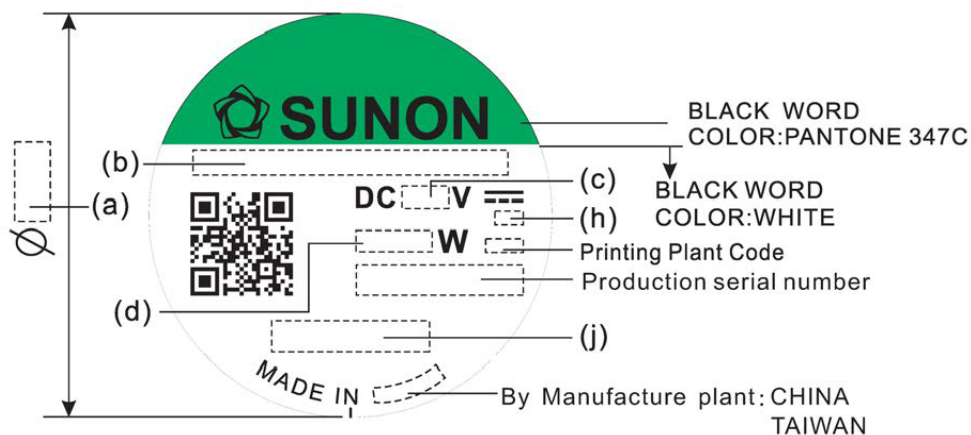 SUNON
BLACK WORD
COLOR:PANTONE 347C
(b)
(c)
DC V
BLACK WORD
COLOR:WHITE
(a)
(h)
Ø
W
Printing Plant Code
Production serial number
(d)
(j)
MADE IN
By Manufacture plant: CHINA
TAIWAN